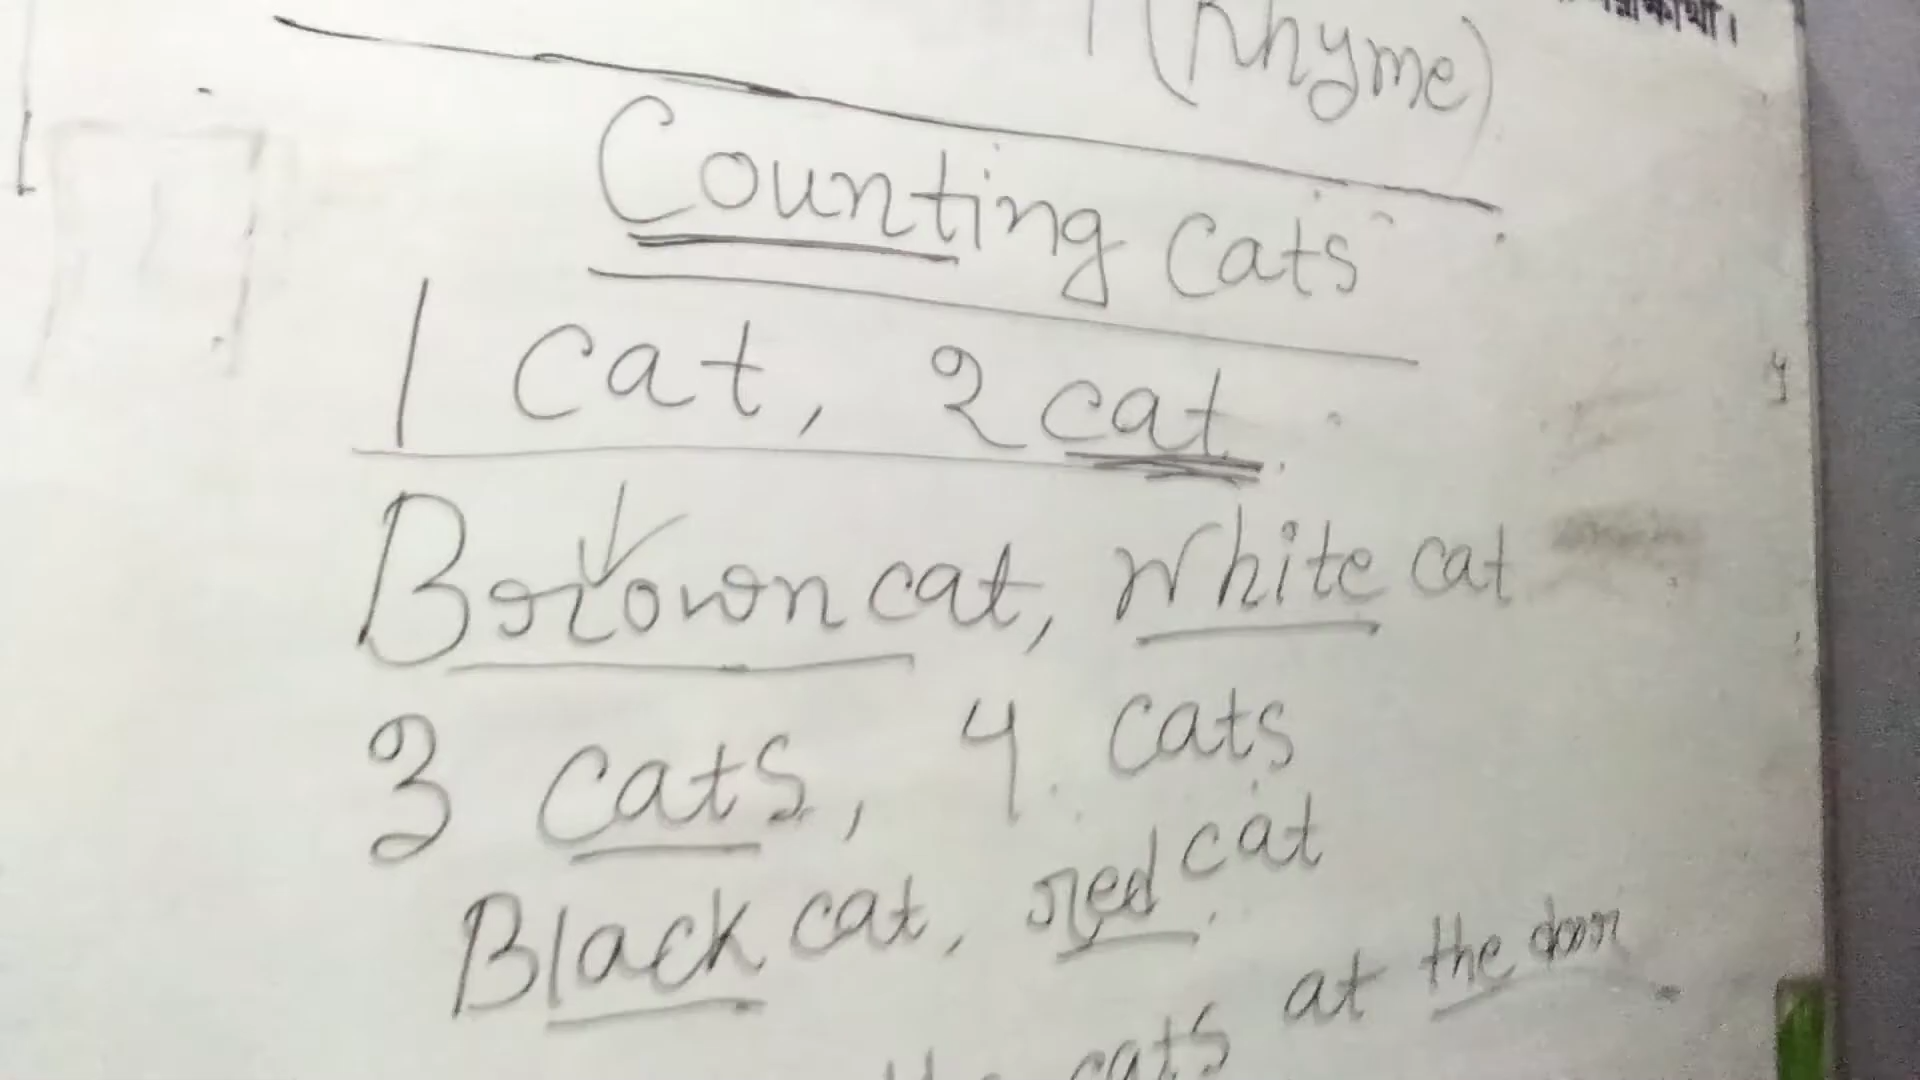 (Rhyme)
Counting cats
1 cat, 2 cat
Brown cat, white cat
3 cats, 4 cats
Black cat, red cat
cats at the door